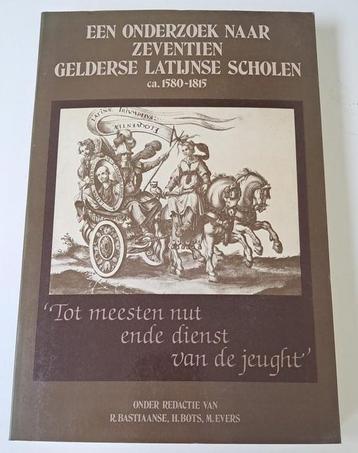 EEN ONDERZOEK NAAR
ZEVENTIEN
GELDERSE LATIJNSE SCHOLEN
ca. 1580-1815
'Tot meesten nut
ende dienst
van de jeught'
ONDER REDACTIE VAN
R. BASTIAANSE, H. BOTS, M. EVERS